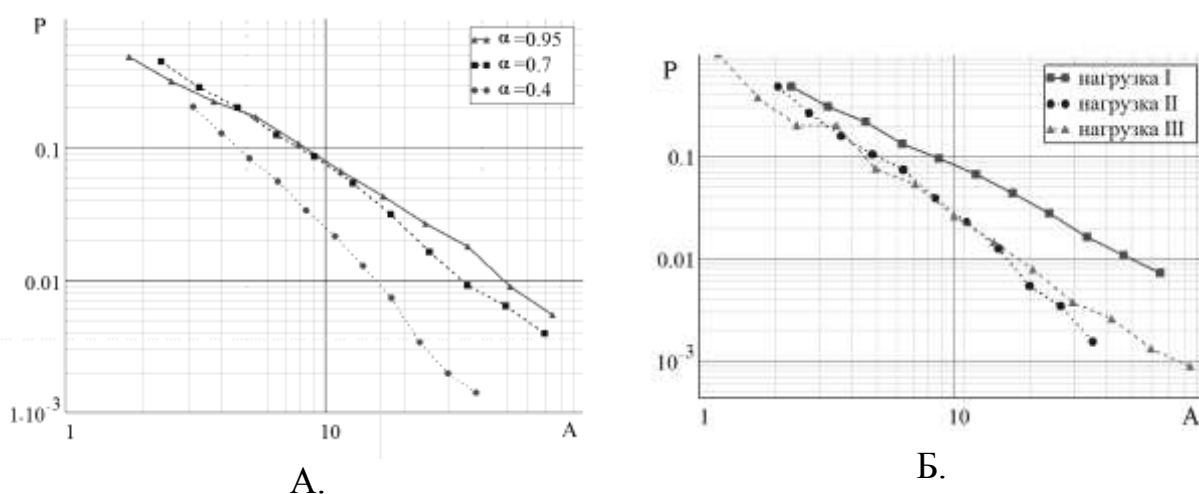 P
α=0.95
α=0.7
α=0.4
0.1
0.01
1·10⁻³
1
10
A
А.
P
нагрузка I
нагрузка II
нагрузка III
0.1
0.01
10⁻³
1
10
A
Б.